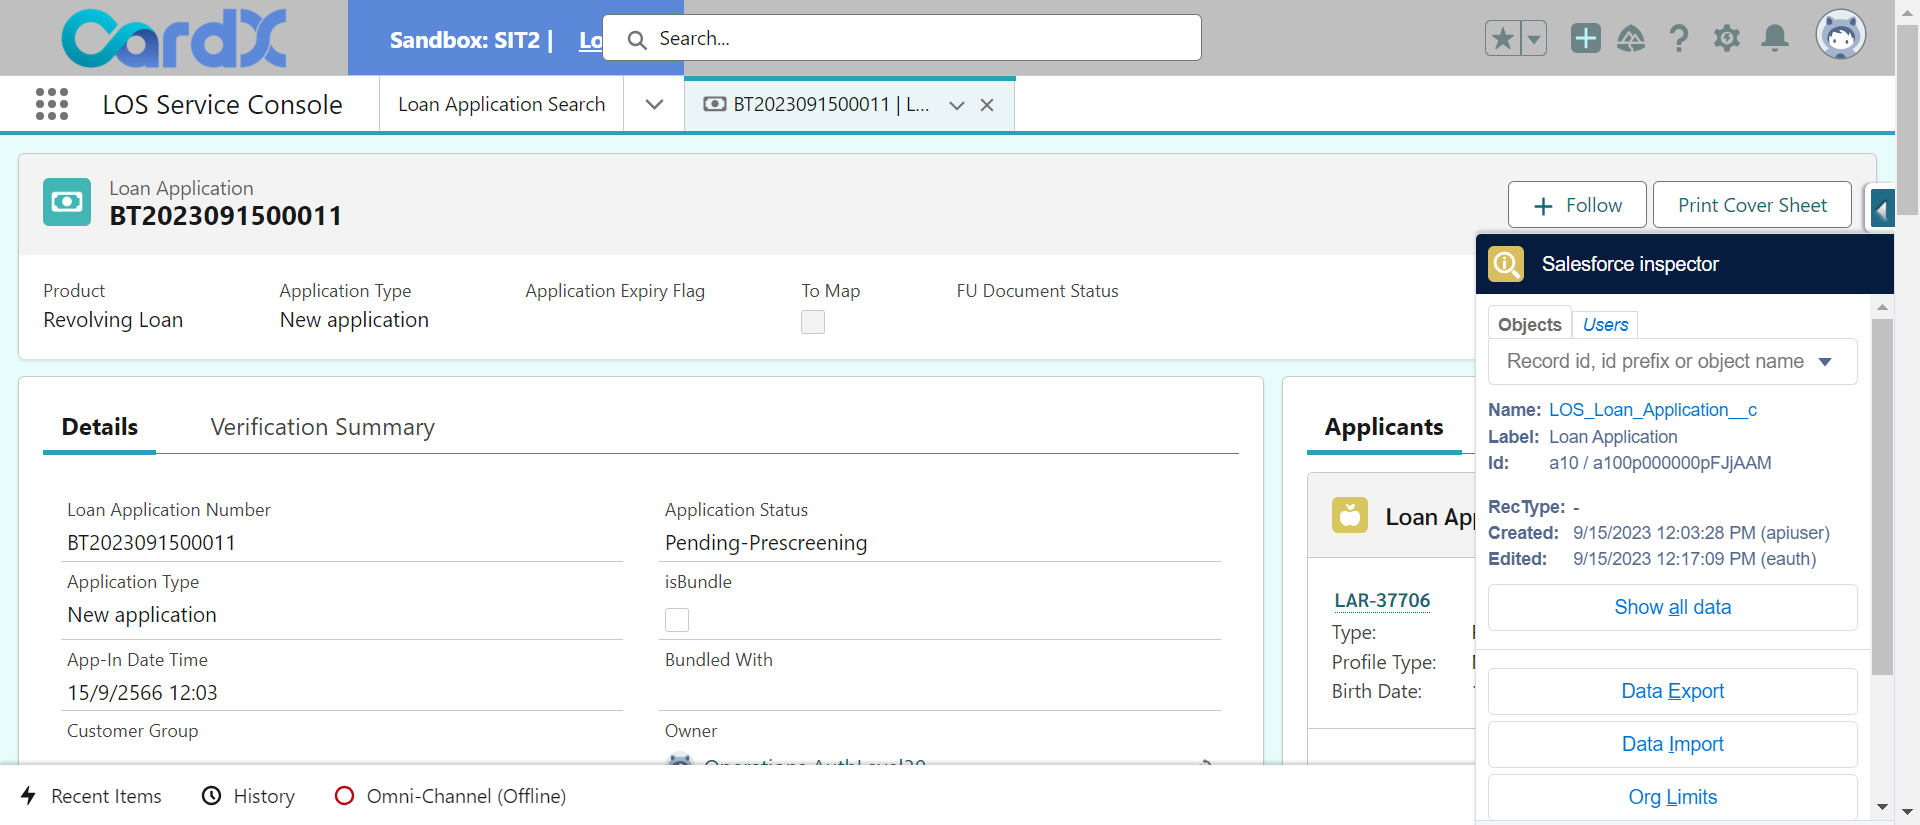 CardX
Sandbox: SIT2 | Lo
Search...
LOS Service Console
Loan Application Search
BT2023091500011 | L...
Loan Application
BT2023091500011
Follow
Print Cover Sheet
Product
Revolving Loan
Application Type
New application
Application Expiry Flag
To Map
FU Document Status
Salesforce inspector
Objects
Users
Record id, id prefix or object name
Name: LOS_Loan_Application__c
Label: Loan Application
Id: a10 / a100p000000pFJjAAM
RecType: -
Created: 9/15/2023 12:03:28 PM (apiuser)
Edited: 9/15/2023 12:17:09 PM (eauth)
Show all data
Data Export
Data Import
Org Limits
Details
Verification Summary
Loan Application Number
BT2023091500011
Application Status
Pending-Prescreening
Application Type
New application
isBundle
App-In Date Time
15/9/2566 12:03
Bundled With
Customer Group
Owner
Operations AuthLevel20
Applicants
Loan Ap
LAR-37706
Type:
Profile Type:
Birth Date:
Recent Items
History
Omni-Channel (Offline)